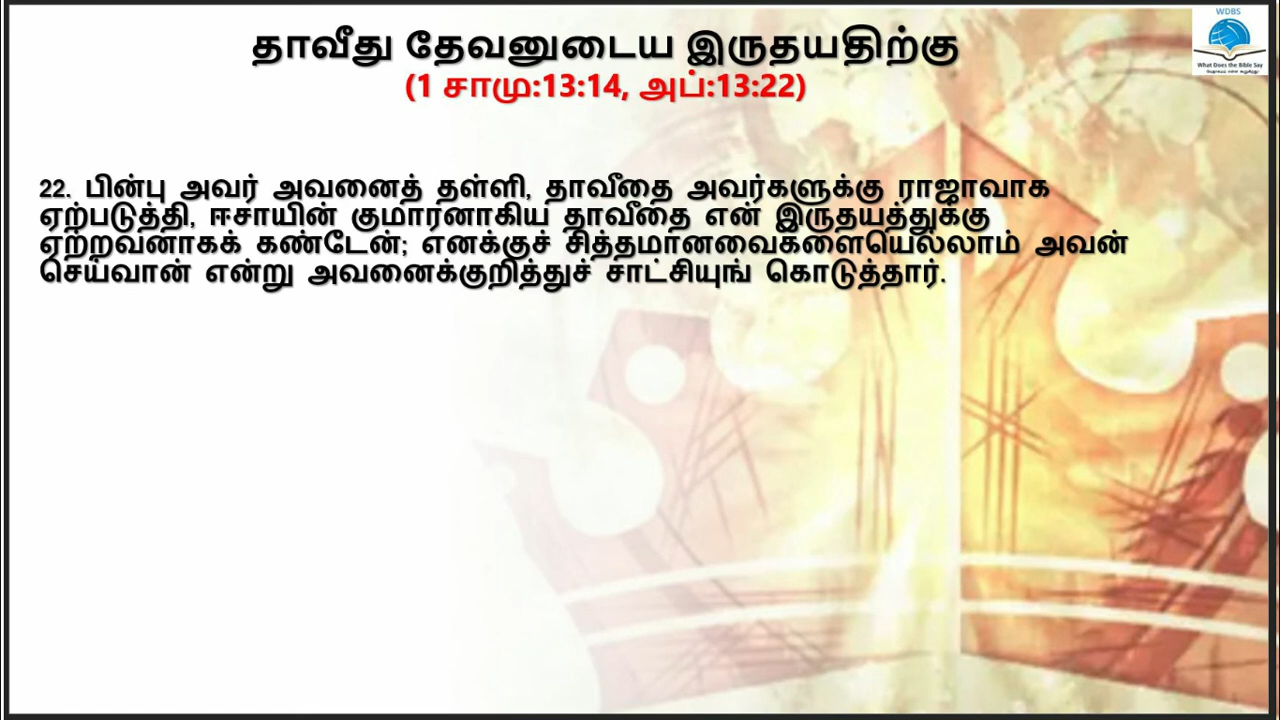 WDBS
What Does the Bible Say
தாவீது தேவனுடைய இருதயதிற்கு
(1 சாமு:13:14, அப்:13:22)
22. பின்பு அவர் அவனைத் தள்ளி, தாவீதை அவர்களுக்கு ராஜாவாக
ஏற்படுத்தி, ஈசாயின் குமாரனாகிய தாவீதை என் இருதயத்துக்கு
ஏற்றவனாகக் கண்டேன்; எனக்குச் சித்தமானவைகளையெல்லாம் அவன்
செய்வான் என்று அவனைக்குறித்துச் சாட்சியுங் கொடுத்தார்.